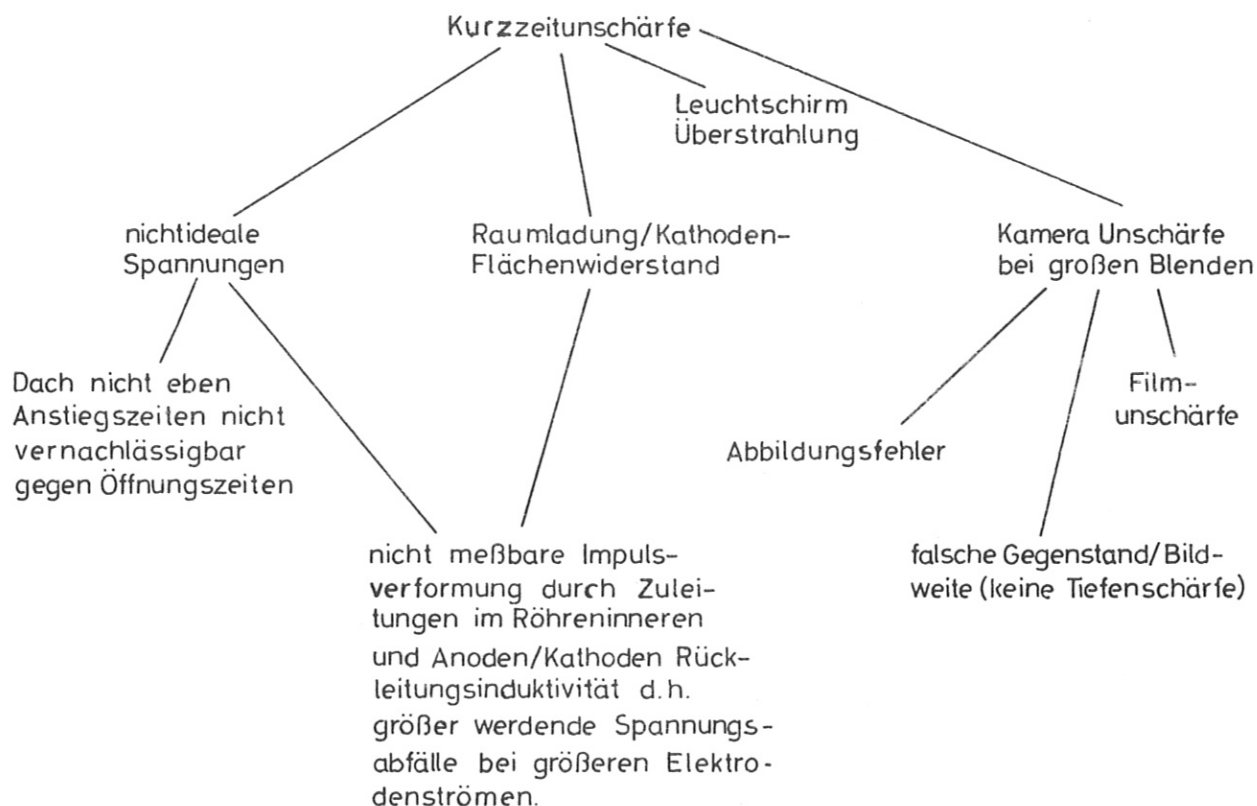 Kurzzeitunschärfe
Leuchtschirm
Überstrahlung
nichtideale
Spannungen
Raumladung/Kathoden-
Flächenwiderstand
Kamera Unschärfe
bei großen Blenden
Dach nicht eben
Anstiegszeiten nicht
vernachlässigbar
gegen Öffnungszeiten
Abbildungsfehler
Film-
unschärfe
nicht meßbare Impuls-
verformung durch Zulei-
tungen im Röhreninneren
und Anoden/Kathoden Rück-
leitungsinduktivität d.h.
größer werdende Spannungs-
abfälle bei größeren Elektro-
denströmen.
falsche Gegenstand/Bild-
weite (keine Tiefenschärfe)